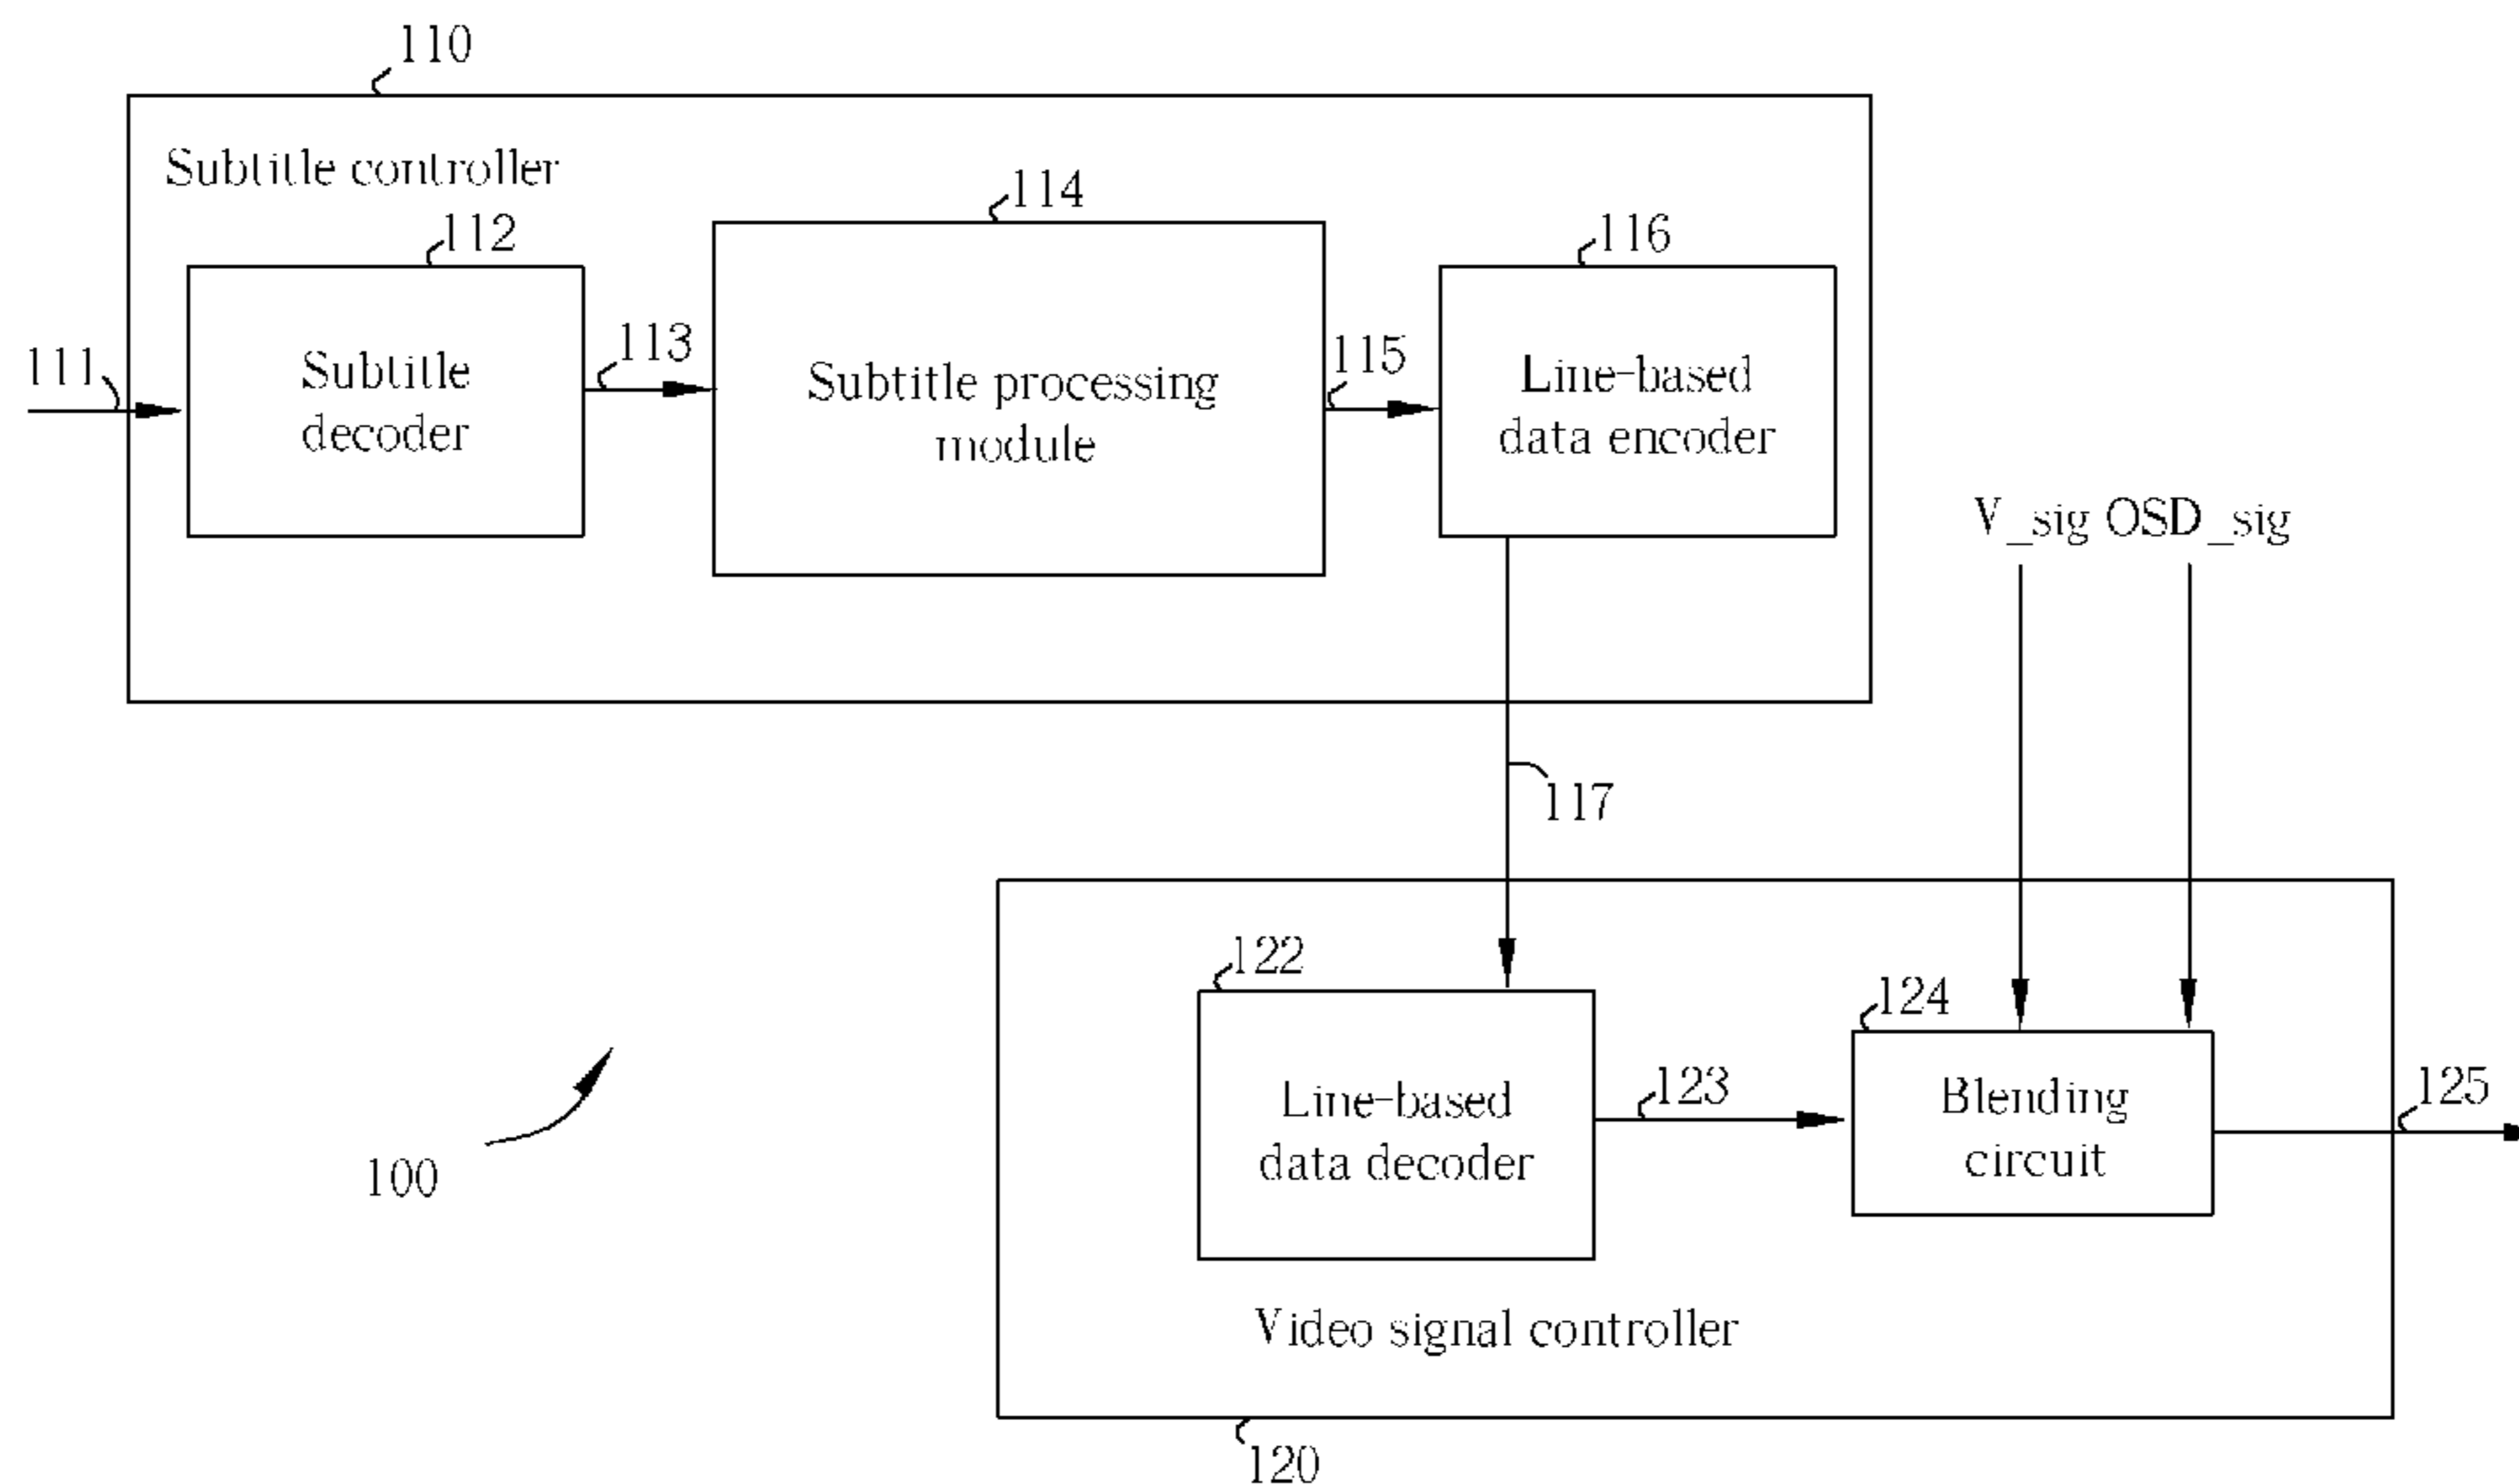 110
Subtitle controller
112
114
116
111
Subtitle
decoder
113
Subtitle processing
module
115
Line-based
data encoder
V_sig OSD_sig
117
122
124
Line-based
data decoder
123
Blending
circuit
125
100
Video signal controller
120